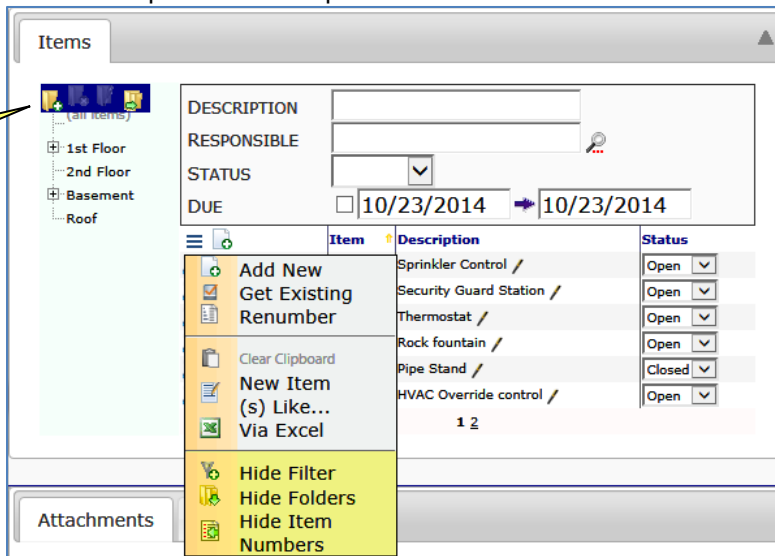 Items
(all items)
1st Floor
2nd Floor
Basement
Roof
DESCRIPTION
RESPONSIBLE
STATUS
DUE 10/23/2014 10/23/2014
Item Description Status
Sprinkler Control Open
Security Guard Station Open
Thermostat Open
Rock fountain Open
Pipe Stand Closed
HVAC Override control Open
1 2
Add New
Get Existing
Renumber
Clear Clipboard
New Item
(s) Like...
Via Excel
Hide Filter
Hide Folders
Hide Item
Numbers
Attachments